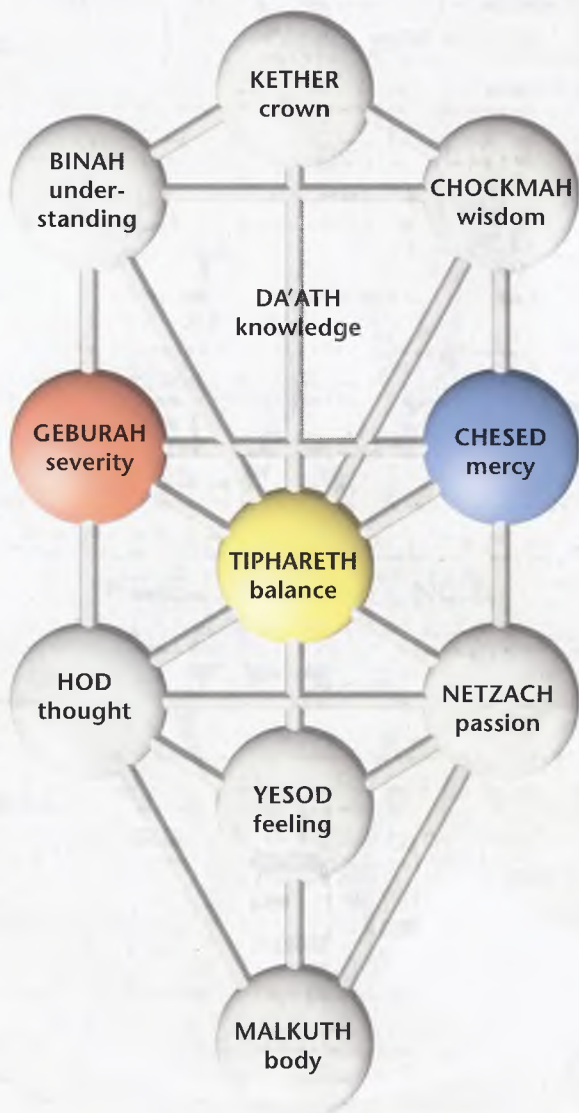 KETHER
crown
BINAH
under-
standing
CHOCKMAH
wisdom
DA'ATH
knowledge
GEBURAH
severity
CHESED
mercy
TIPHARETH
balance
HOD
thought
NETZACH
passion
YESOD
feeling
MALKUTH
body